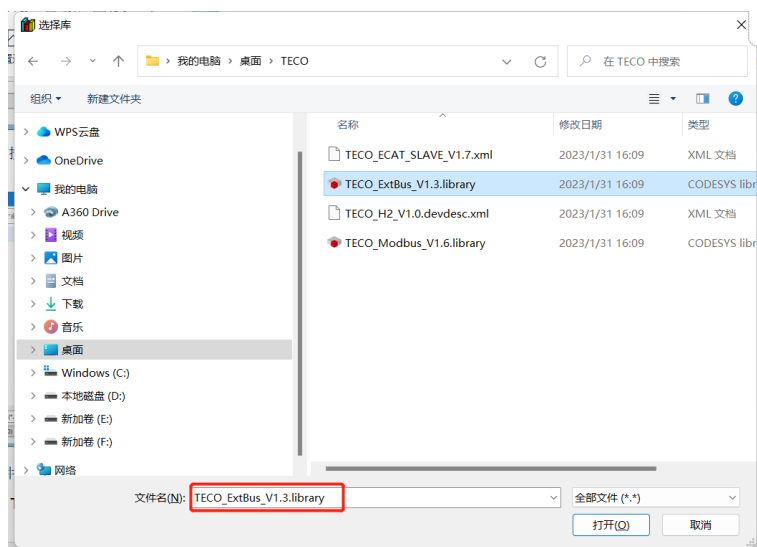 选择库
我的电脑 › 桌面 › TECO
在 TECO 中搜索
组织 新建文件夹
名称 修改日期 类型
WPS云盘
OneDrive
我的电脑
A360 Drive
视频
图片
文档
下载
音乐
桌面
Windows (C:)
本地磁盘 (D:)
新加卷 (E:)
新加卷 (F:)
网络
TECO_ECAT_SLAVE_V1.7.xml 2023/1/31 16:09 XML 文档
TECO_ExtBus_V1.3.library 2023/1/31 16:09 CODESYS libr
TECO_H2_V1.0.devdesc.xml 2023/1/31 16:09 XML 文档
TECO_Modbus_V1.6.library 2023/1/31 16:09 CODESYS libr
文件名(N): TECO_ExtBus_V1.3.library 全部文件 (*.*)
打开(O) 取消